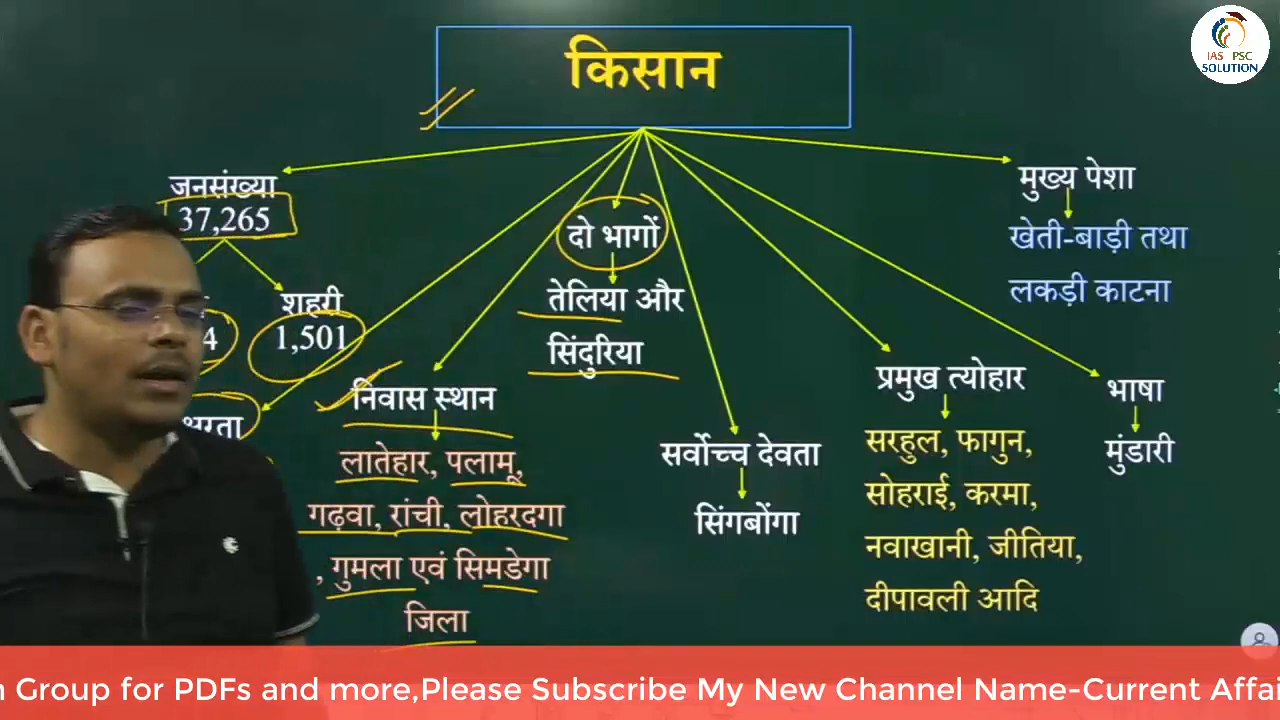 IAS PSC
SOLUTION
किसान
जनसंख्या
37,265
शहरी
1,501
4
निवास स्थान
लातेहार, पलामू,
गढ़वा, रांची, लोहरदगा
, गुमला एवं सिमडेगा
जिला
दो भागों
तेलिया और
सिंदुरिया
सर्वोच्च देवता
सिंगबोंगा
प्रमुख त्योहार
सरहुल, फागुन,
सोहराई, करमा,
नवाखानी, जीतिया,
दीपावली आदि
भाषा
मुंडारी
मुख्य पेशा
खेती-बाड़ी तथा
लकड़ी काटना
Group for PDFs and more,Please Subscribe My New Channel Name-Current